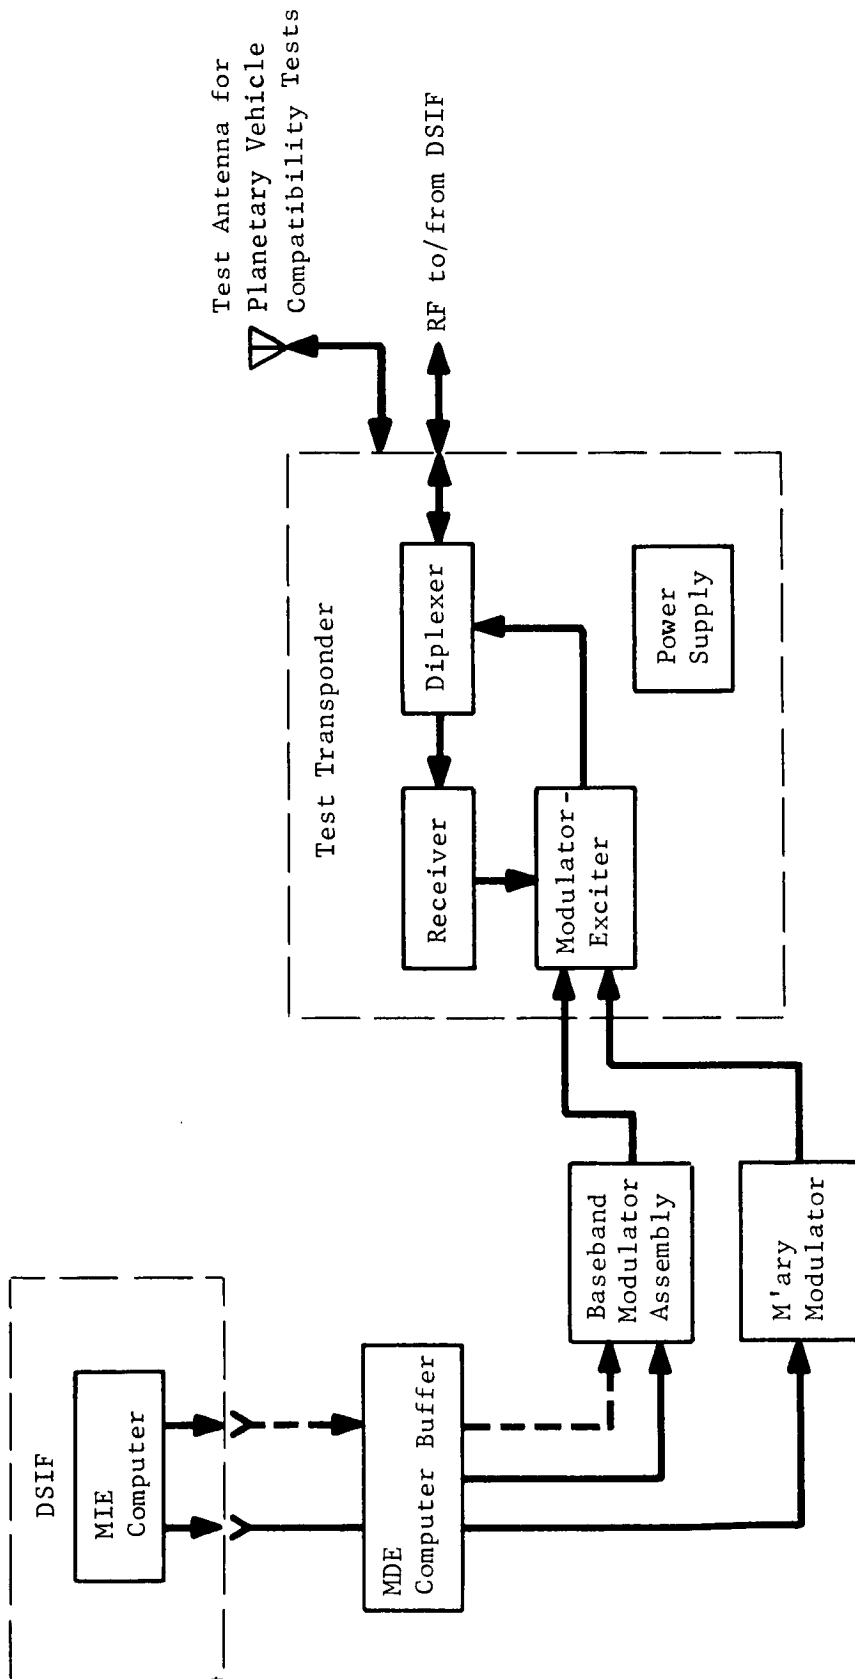 Test Antenna for
Planetary Vehicle
Compatibility Tests
RF to/from DSIF
Test Transponder
Diplexer
Receiver
Modulator-
Exciter
Power
Supply
DSIF
MIE
Computer
MDE
Computer Buffer
Baseband
Modulator
Assembly
M'ary
Modulator